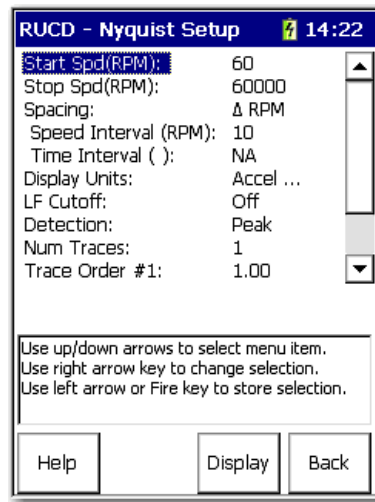 RUCD - Nyquist Setup 14:22
Start Spd(RPM): 60
Stop Spd(RPM): 60000
Spacing: Δ RPM
Speed Interval (RPM): 10
Time Interval ( ): NA
Display Units: Accel ...
LF Cutoff: Off
Detection: Peak
Num Traces: 1
Trace Order #1: 1.00
Use up/down arrows to select menu item.
Use right arrow key to change selection.
Use left arrow or Fire key to store selection.
Help Display Back